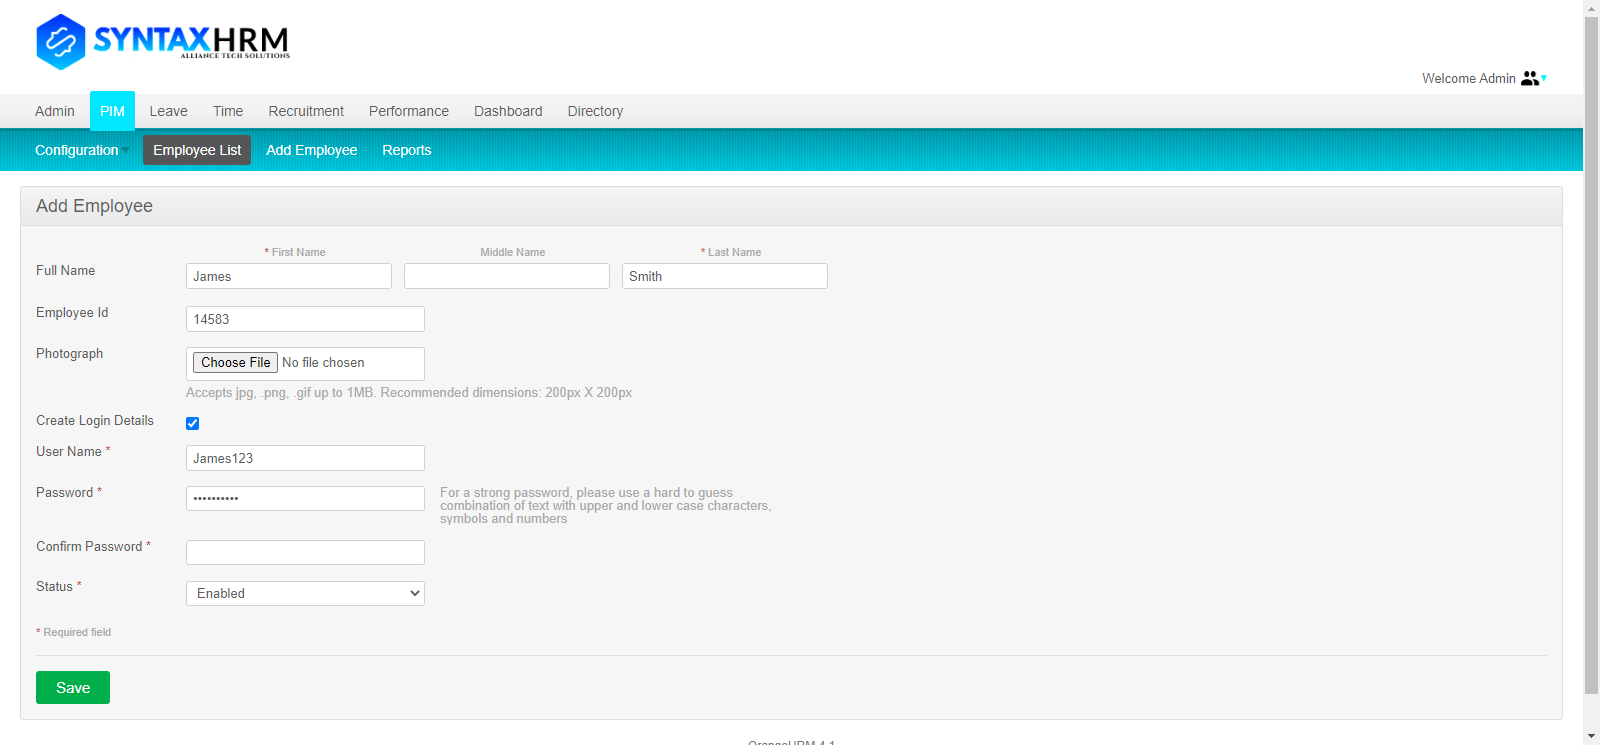 SYNTAXHRM
ALLIANCE TECH SOLUTIONS
Welcome Admin
Admin PIM Leave Time Recruitment Performance Dashboard Directory
Configuration Employee List Add Employee Reports
Add Employee
* First Name Middle Name * Last Name
Full Name James Smith
Employee Id 14583
Photograph Choose File No file chosen
Accepts jpg, .png, .gif up to 1MB. Recommended dimensions: 200px X 200px
Create Login Details
User Name * James123
Password * ••••••••••
For a strong password, please use a hard to guess
combination of text with upper and lower case characters,
symbols and numbers
Confirm Password *
Status * Enabled
* Required field
Save
OrangeHRM 4.1